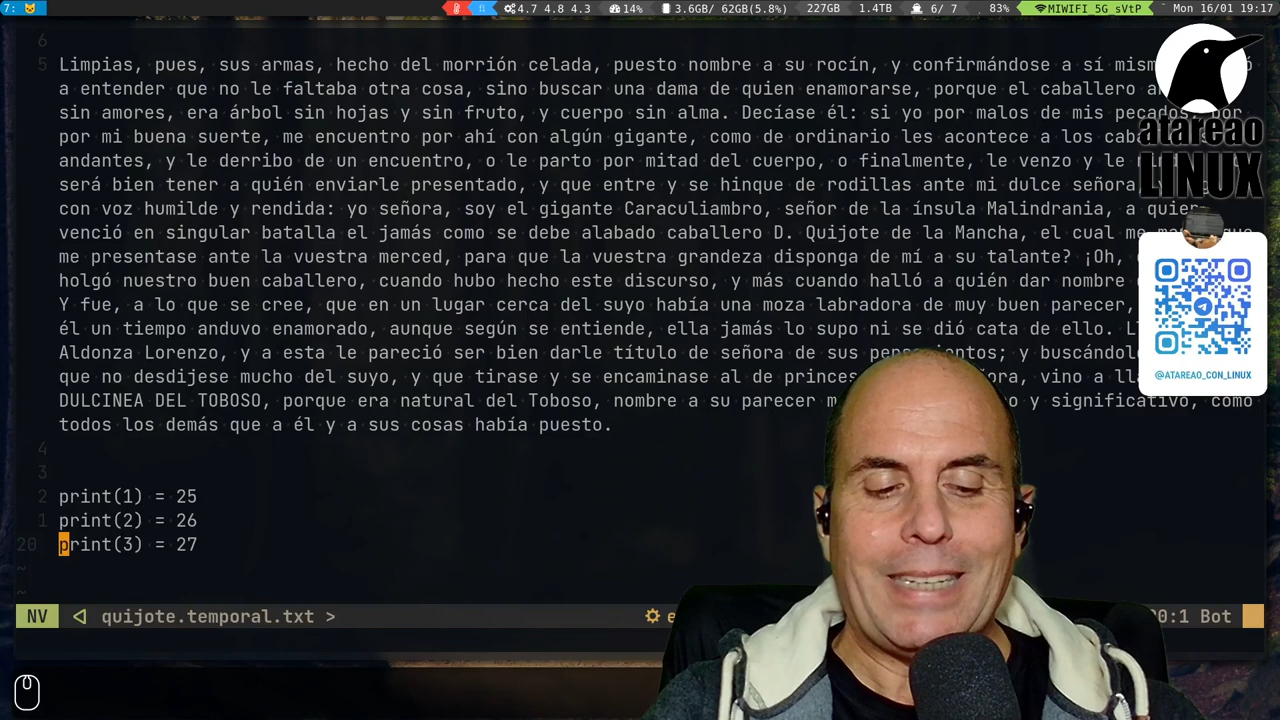 7:
4.7 4.8 4.3 14% 3.6GB/ 62GB(5.8%) 227GB 1.4TB 6/ 7 83% MIWIFI 5G sVtP Mon 16/01 19:17
6
5 Limpias, pues, sus armas, hecho del morrión celada, puesto nombre a su rocín, y confirmándose a sí
a entender que no le faltaba otra cosa, sino buscar una dama de quien enamorarse, porque el caballero
sin amores, era árbol sin hojas y sin fruto, y cuerpo sin alma. Decíase él: si yo por malos de mis por
por mi buena suerte, me encuentro por ahí con algún gigante, como de ordinario les acontece a los
andantes, y le derribo de un encuentro, o le parto por mitad del cuerpo, o finalmente, le venzo y le
será bien tener a quién enviarle presentado, y que entre y se hinque de rodillas ante mi dulce señora
con voz humilde y rendida: yo señora, soy el gigante Caraculiambro, señor de la ínsula Malindrania, a quien
venció en singular batalla el jamás como se debe alabado caballero D. Quijote de la Mancha, el cual me
me presentase ante la vuestra merced, para que la vuestra grandeza disponga de mí a su talante? ¡Oh,
holgó nuestro buen caballero, cuando hubo hecho este discurso, y más cuando halló a quién dar nombre
Y fue, a lo que se cree, que en un lugar cerca del suyo había una moza labradora de muy buen parecer,
él un tiempo anduvo enamorado, aunque según se entiende, ella jamás lo supo ni se dió cata de ello.
Aldonza Lorenzo, y a esta le pareció ser bien darle título de señora de sus y
que no desdijese mucho del suyo, y que tirase y se encaminase al de vino a
DULCINEA DEL TOBOSO, porque era natural del Toboso, nombre a su parecer y significativo, como
todos los demás que a él y a sus cosas había puesto.
4
3
2 print(1) = 25
1 print(2) = 26
20 print(3) = 27
~
~
NV quijote.temporal.txt > Bot
atareao
LINUX
@ATAREAO_CON_LINUX